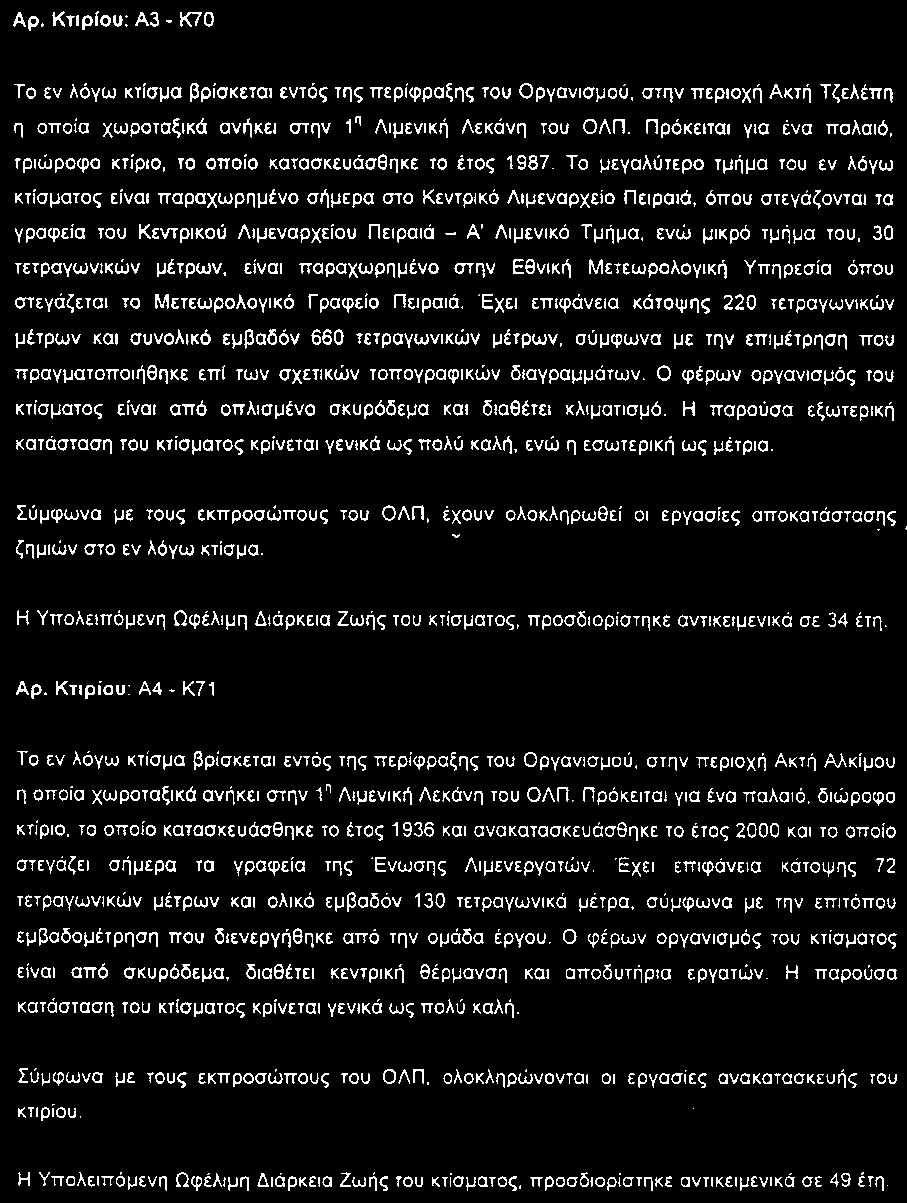 Αρ. Κτιρίου: Α3 - Κ70
Το εν λόγω κτίσμα βρίσκεται εντός της περίφραξης του Οργανισμού, στην περιοχή Ακτή Τζελέπη
η οποία χωροταξικά ανήκει στην 1η Λιμενική Λεκάνη του ΟΛΠ. Πρόκειται για ένα παλαιό,
τριώροφο κτίριο, το οποίο κατασκευάσθηκε το έτος 1987. Το μεγαλύτερο τμήμα του εν λόγω
κτίσματος είναι παραχωρημένο σήμερα στο Κεντρικό Λιμεναρχείο Πειραιά, όπου στεγάζονται τα
γραφεία του Κεντρικού Λιμεναρχείου Πειραιά – Α' Λιμενικό Τμήμα, ενώ μικρό τμήμα του, 30
τετραγωνικών μέτρων, είναι παραχωρημένο στην Εθνική Μετεωρολογική Υπηρεσία όπου
στεγάζεται το Μετεωρολογικό Γραφείο Πειραιά. Έχει επιφάνεια κάτοψης 220 τετραγωνικών
μέτρων και συνολικό εμβαδόν 660 τετραγωνικών μέτρων, σύμφωνα με την επιμέτρηση που
πραγματοποιήθηκε επί των σχετικών τοπογραφικών διαγραμμάτων. Ο φέρων οργανισμός του
κτίσματος είναι από οπλισμένο σκυρόδεμα και διαθέτει κλιματισμό. Η παρούσα εξωτερική
κατάσταση του κτίσματος κρίνεται γενικά ως πολύ καλή, ενώ η εσωτερική ως μέτρια.
Σύμφωνα με τους εκπροσώπους του ΟΛΠ, έχουν ολοκληρωθεί οι εργασίες αποκατάστασης
ζημιών στο εν λόγω κτίσμα.
Η Υπολειπόμενη Ωφέλιμη Διάρκεια Ζωής του κτίσματος, προσδιορίστηκε αντικειμενικά σε 34 έτη.
Αρ. Κτιρίου: Α4 - Κ71
Το εν λόγω κτίσμα βρίσκεται εντός της περίφραξης του Οργανισμού, στην περιοχή Ακτή Αλκίμου
η οποία χωροταξικά ανήκει στην 1η Λιμενική Λεκάνη του ΟΛΠ. Πρόκειται για ένα παλαιό, διώροφο
κτίριο, το οποίο κατασκευάσθηκε το έτος 1936 και ανακατασκευάσθηκε το έτος 2000 και το οποίο
στεγάζει σήμερα τα γραφεία της Ένωσης Λιμενεργατών. Έχει επιφάνεια κάτοψης 72
τετραγωνικών μέτρων και ολικό εμβαδόν 130 τετραγωνικά μέτρα, σύμφωνα με την επιτόπου
εμβαδομέτρηση που διενεργήθηκε από την ομάδα έργου. Ο φέρων οργανισμός του κτίσματος
είναι από σκυρόδεμα, διαθέτει κεντρική θέρμανση και αποδυτήρια εργατών. Η παρούσα
κατάσταση του κτίσματος κρίνεται γενικά ως πολύ καλή.
Σύμφωνα με τους εκπροσώπους του ΟΛΠ, ολοκληρώνονται οι εργασίες ανακατασκευής του
κτιρίου.
Η Υπολειπόμενη Ωφέλιμη Διάρκεια Ζωής του κτίσματος, προσδιορίστηκε αντικειμενικά σε 49 έτη.